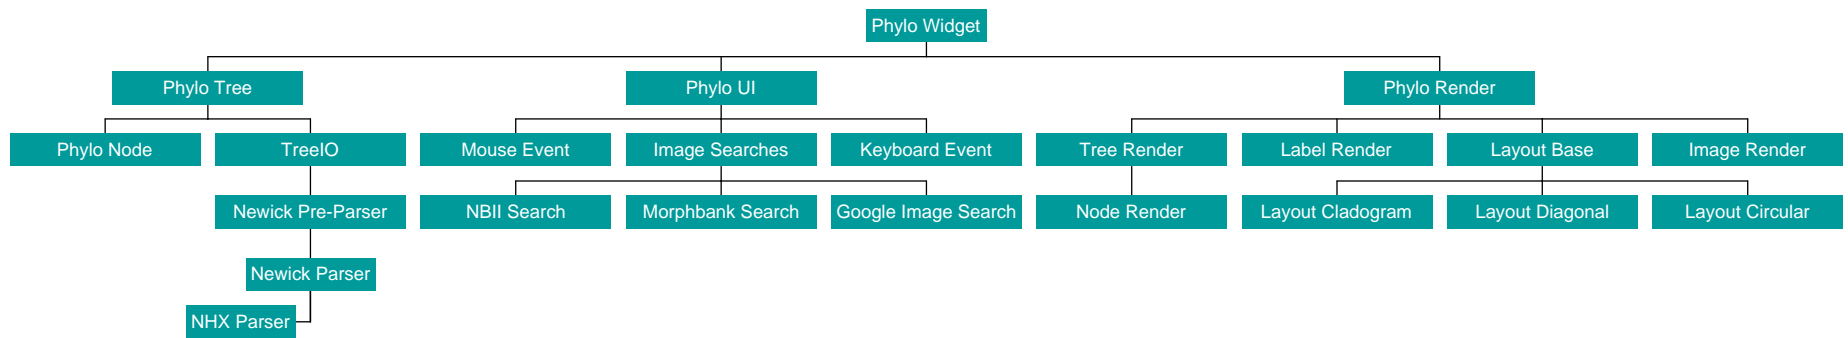 Phylo Widget
Phylo Tree
Phylo UI
Phylo Render
Phylo Node
TreeIO
Mouse Event
Image Searches
Keyboard Event
Tree Render
Label Render
Layout Base
Image Render
Newick Pre-Parser
NBII Search
Morphbank Search
Google Image Search
Node Render
Layout Cladogram
Layout Diagonal
Layout Circular
Newick Parser
NHX Parser